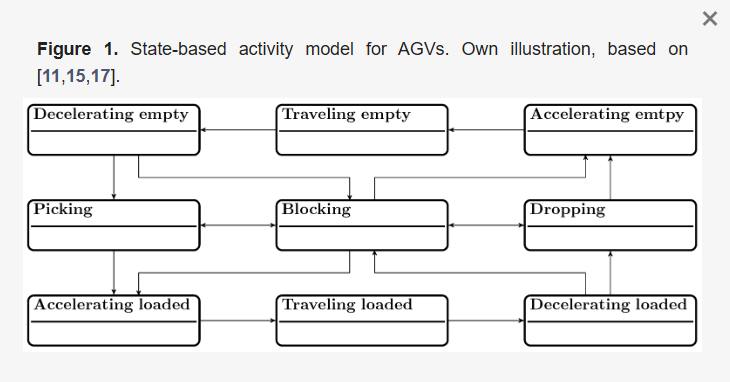 Figure 1. State-based activity model for AGVs. Own illustration, based on
[11,15,17].
Decelerating empty
Traveling empty
Accelerating emtpy
Picking
Blocking
Dropping
Accelerating loaded
Traveling loaded
Decelerating loaded